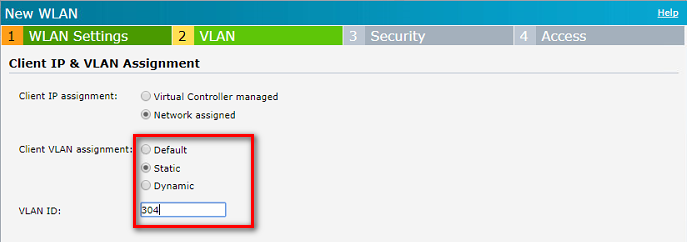 New WLAN Help
1 WLAN Settings 2 VLAN 3 Security 4 Access
Client IP & VLAN Assignment
Client IP assignment: Virtual Controller managed
Network assigned
Client VLAN assignment: Default
Static
Dynamic
VLAN ID: 304